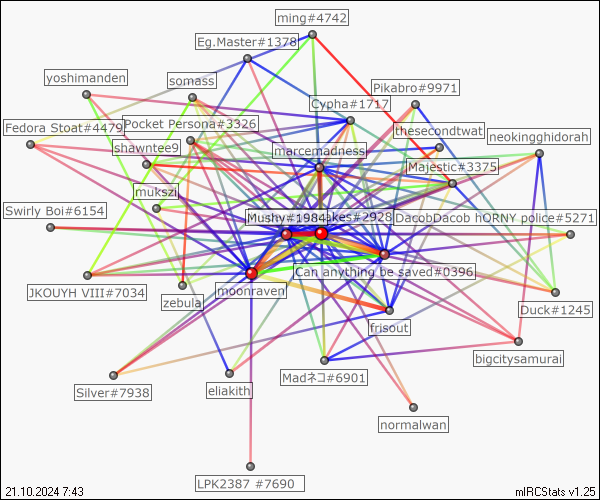 ming#4742
Eg.Master#1378
yoshimanden
somass
Pikabro#9971
Cypha#1717
Fedora Stoat#4479
Pocket Persona#3326
thesecondtwat
neokingghidorah
shawntee9
marcemadness
Majestic#3375
mukszi
Swirly Boi#6154
Mushy#1984
akes#2928
DacobDacob hORNY police#5271
Can anything be saved#0396
JKOUYH VIII#7034
moonraven
zebula
Duck#1245
frisout
bigcitysamurai
Madネコ#6901
Silver#7938
eliakith
normalwan
LPK2387 #7690
21.10.2024 7:43
mIRCStats v1.25